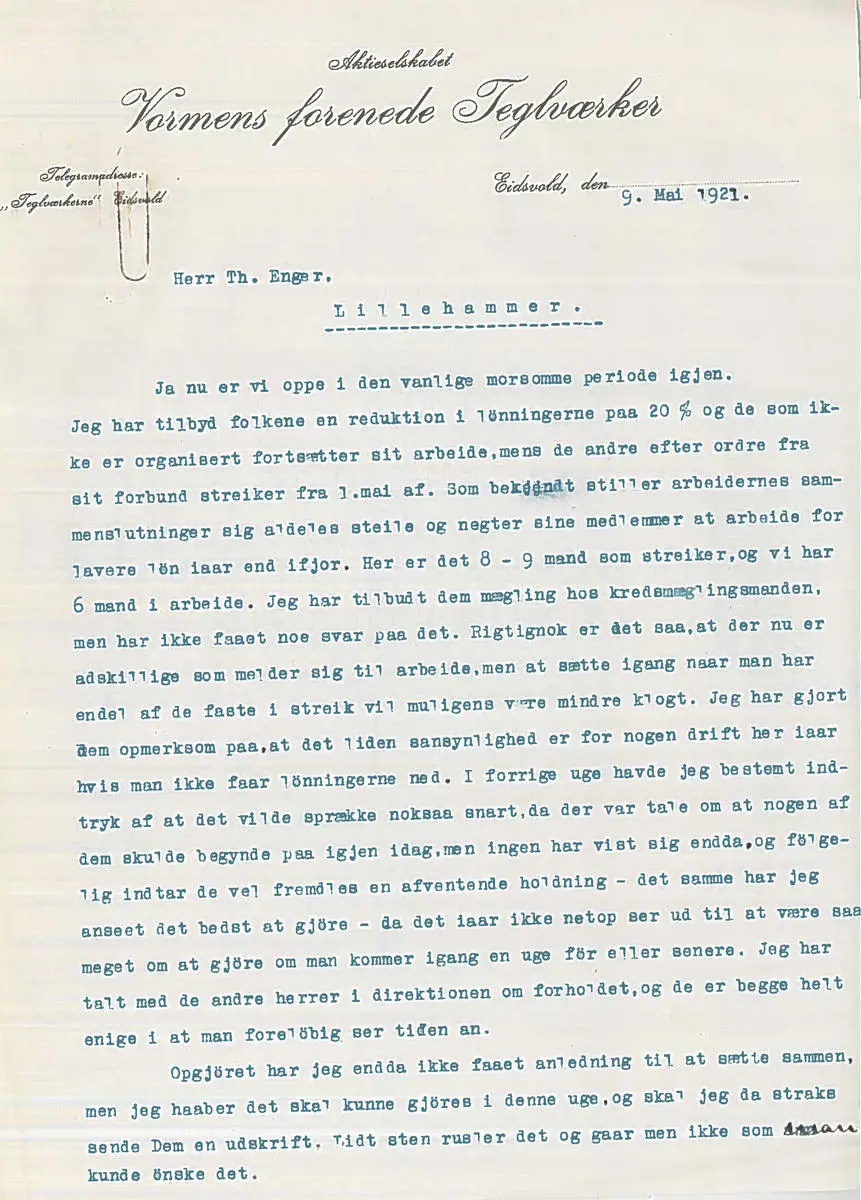 Aktieselskabet
Vormens forenede Teglværker
Telegramadresse:
„Teglværkerne" Eidsvold
Eidsvold, den 9. Mai 1921.
Herr Th. Enger.
Lillehammer.
Ja nu er vi oppe i den vanlige morsomme periode igjen.
Jeg har tilbyd folkene en reduktion i lönningerne paa 20 % og de som ik-
ke er organisert fortsætter sit arbeide,mens de andre efter ordre fra
sit forbund streiker fra 1.mai af. Som bekjendt stiller arbeidernes sam-
menslutninger sig aldeles steile og negter sine medlemmer at arbeide for
lavere lön iaar end ifjor. Her er det 8 - 9 mand som streiker,og vi har
6 mand i arbeide. Jeg har tilbudt dem mægling hos kredsmæglingsmanden,
men har ikke faaet noe svar paa det. Rigtignok er det saa,at der nu er
adskillige som melder sig til arbeide,men at sætte igang naar man har
endel af de faste i streik vil muligens være mindre klogt. Jeg har gjort
dem opmerksom paa,at det liden sansynlighed er for nogen drift her iaar
hvis man ikke faar lönningerne ned. I forrige uge havde jeg bestemt ind-
tryk af at det vilde sprække noksaa snart,da der var tale om at nogen af
dem skulde begynde paa igjen idag,men ingen har vist sig endda,og fölge-
lig indtar de vel fremdles en afventende holdning - det samme har jeg
anseet det bedst at gjöre - da det iaar ikke netop ser ud til at være saa
meget om at gjöre om man kommer igang en uge för eller senere. Jeg har
talt med de andre herrer i direktionen om forholdet,og de er begge helt
enige i at man forelöbig ser tiden an.
Opgjöret har jeg endda ikke faaet anledning til at sætte sammen,
men jeg haaber det skal kunne gjöres i denne uge,og skal jeg da straks
sende Dem en udskrift. Lidt sten rusler det og gaar men ikke som man
kunde önske det.